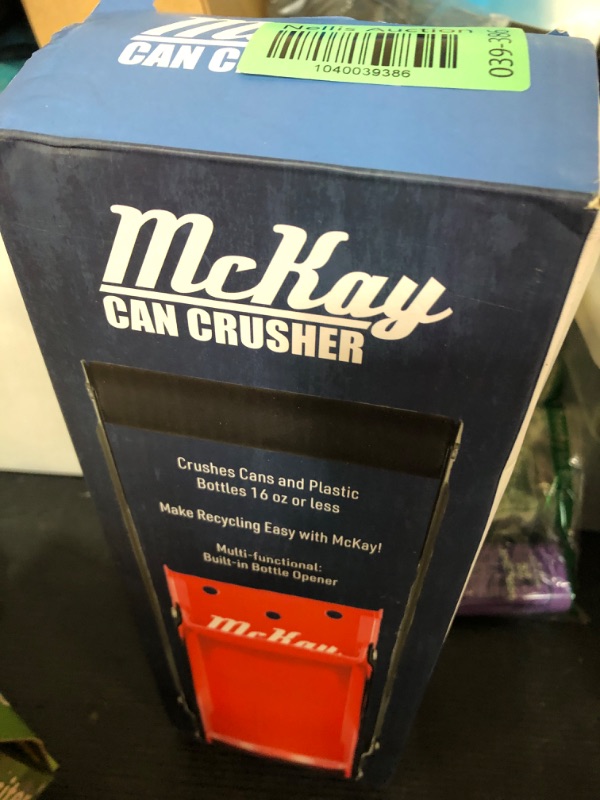 Nellis Auction
1040039386
039-386
CAN
McKay
CAN CRUSHER
Crushes Cans and Plastic
Bottles 16 oz or less
Make Recycling Easy with McKay!
Multi-functional:
Built-in Bottle Opener
McKay